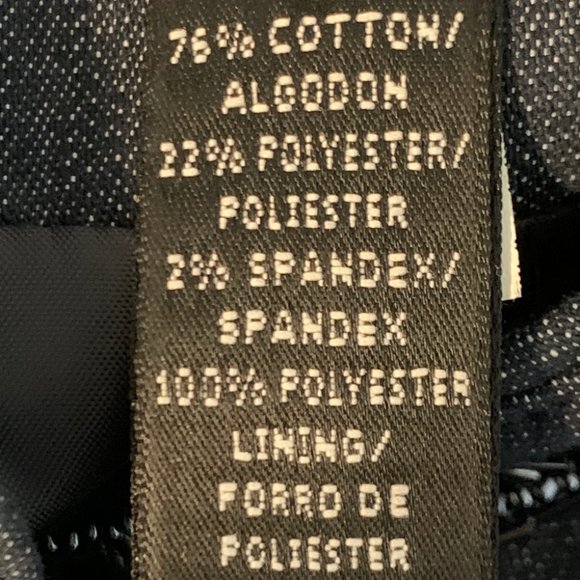 76% COTTON/
ALGODON
22% POLYESTER/
POLIESTER
2% SPANDEX/
SPANDEX
100% POLYESTER
LINING/
FORRO DE
POLIESTER